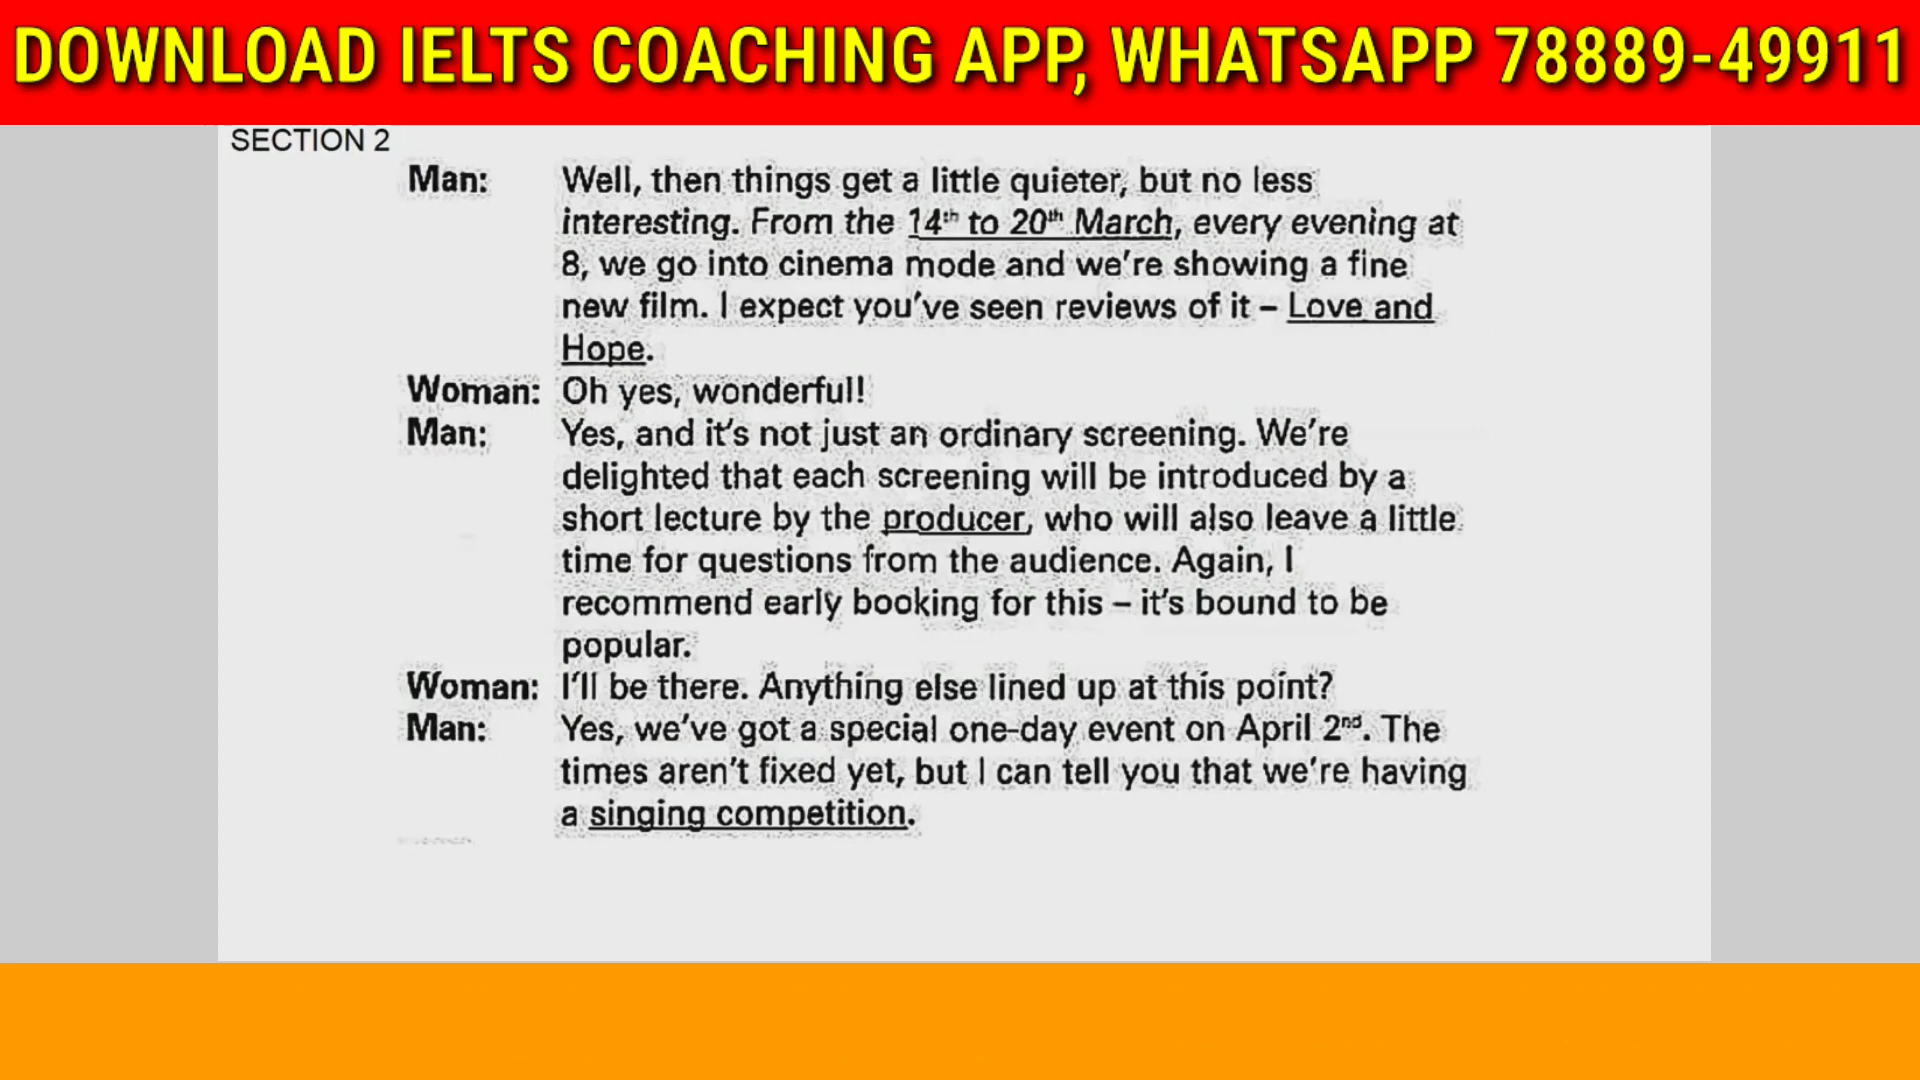 DOWNLOAD IELTS COACHING APP, WHATSAPP 78889-49911
SECTION 2
Man: Well, then things get a little quieter, but no less
interesting. From the 14th to 20th March, every evening at
8, we go into cinema mode and we're showing a fine
new film. I expect you've seen reviews of it – Love and
Hope.
Woman: Oh yes, wonderful!
Man: Yes, and it's not just an ordinary screening. We're
delighted that each screening will be introduced by a
short lecture by the producer, who will also leave a little
time for questions from the audience. Again, I
recommend early booking for this – it's bound to be
popular.
Woman: I'll be there. Anything else lined up at this point?
Man: Yes, we've got a special one-day event on April 2nd. The
times aren't fixed yet, but I can tell you that we're having
a singing competition.